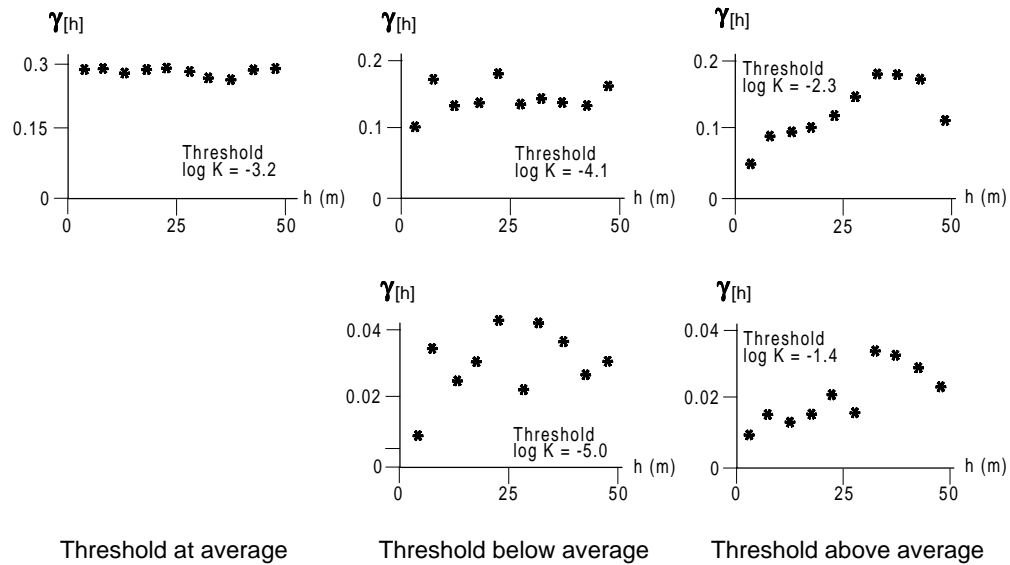 γ[h]
0.3
0.15
0
0
25
50
h (m)
Threshold
log K = -3.2
γ[h]
0.2
0.1
0
0
25
50
h (m)
Threshold
log K = -4.1
γ[h]
0.2
0.1
0
0
25
50
h (m)
Threshold
log K = -2.3
γ[h]
0.04
0.02
0
0
25
50
h (m)
Threshold
log K = -5.0
γ[h]
0.04
0.02
0
0
25
50
h (m)
Threshold
log K = -1.4
Threshold at average
Threshold below average
Threshold above average